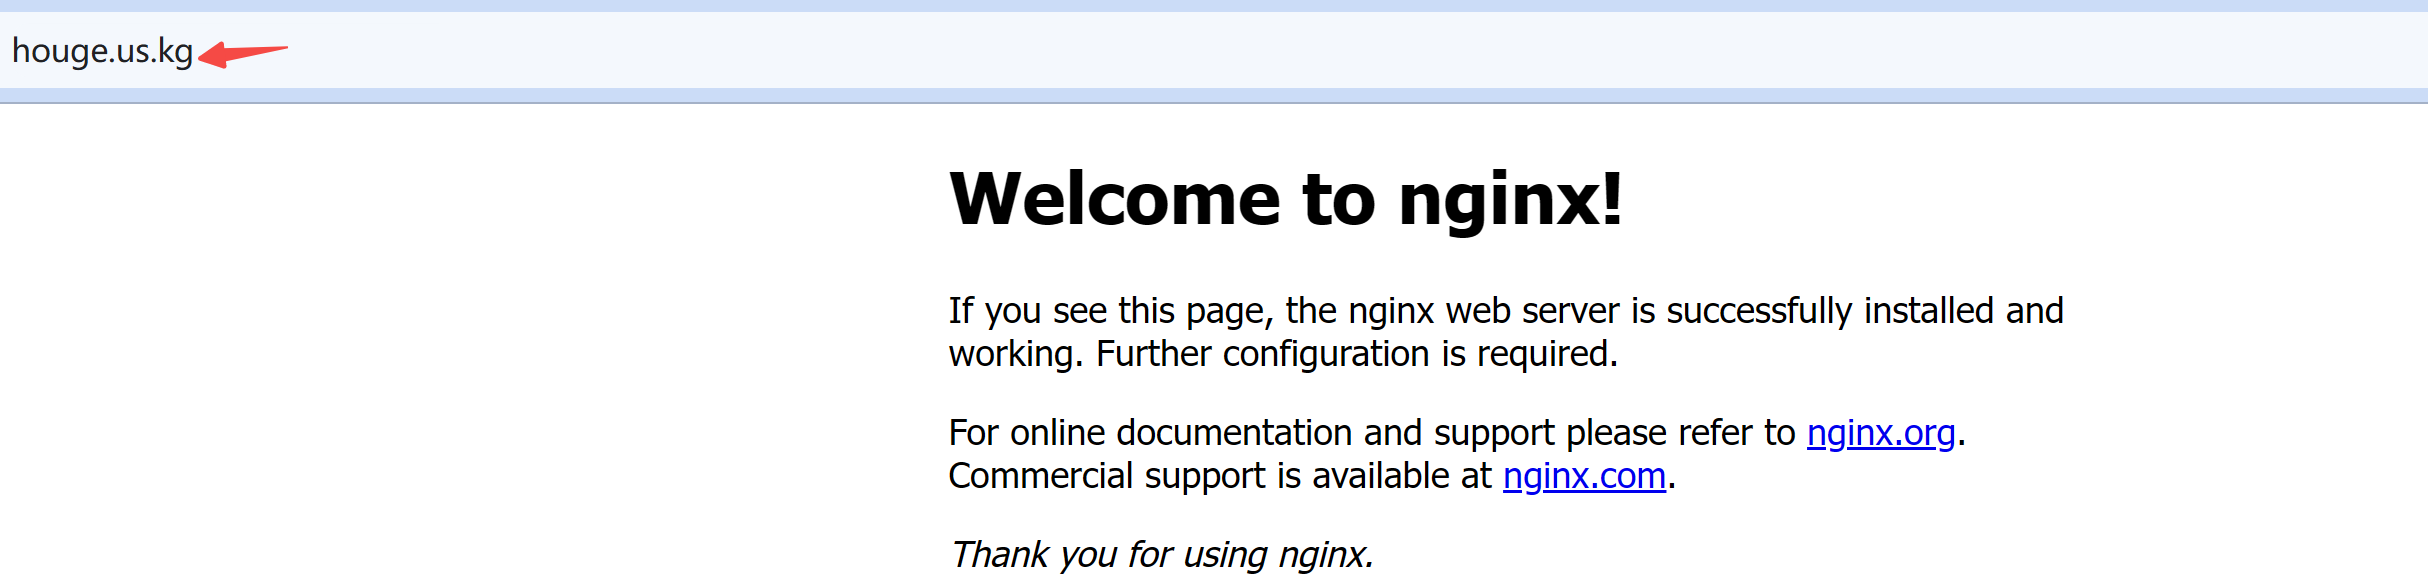 houge.us.kg
Welcome to nginx!
If you see this page, the nginx web server is successfully installed and
working. Further configuration is required.
For online documentation and support please refer to nginx.org.
Commercial support is available at nginx.com.
Thank you for using nginx.